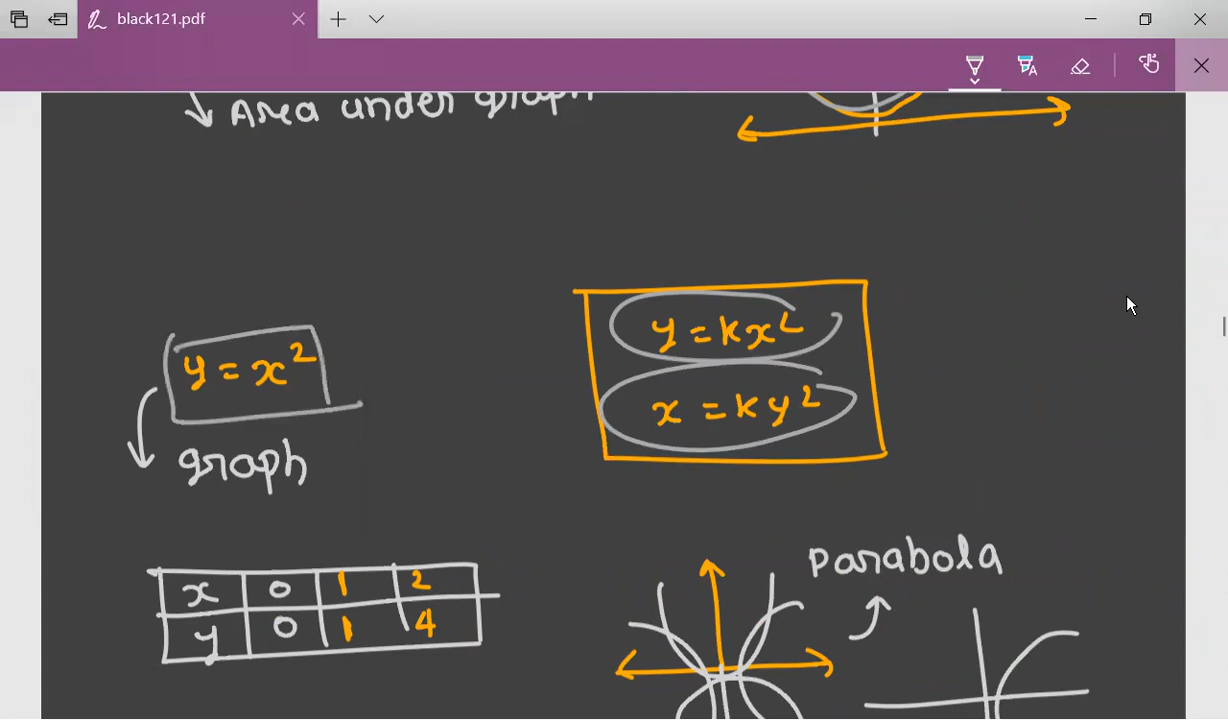 black121.pdf
Area under graph
y = x²
graph
y = kx²
x = ky²
x 0 1 2
y 0 1 4
Parabola